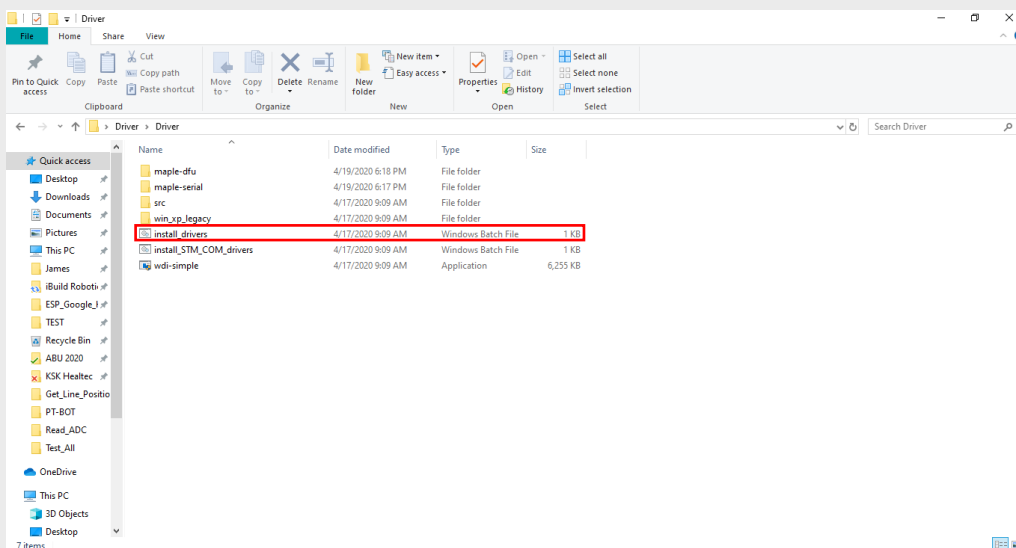 Driver
File Home Share View
Pin to Quick access
Copy
Paste
Cut
Copy path
Paste shortcut
Clipboard
Move to
Copy to
Delete
Rename
Organize
New folder
New item
Easy access
New
Properties
Open
Edit
History
Open
Select all
Select none
Invert selection
Select
Driver > Driver
Search Driver
Name Date modified Type Size
maple-dfu 4/19/2020 6:18 PM File folder
maple-serial 4/19/2020 6:17 PM File folder
src 4/17/2020 9:09 AM File folder
win_xp_legacy 4/17/2020 9:09 AM File folder
install_drivers 4/17/2020 9:09 AM Windows Batch File 1 KB
install_STM_COM_drivers 4/17/2020 9:09 AM Windows Batch File 1 KB
wdi-simple 4/17/2020 9:09 AM Application 6,255 KB
Quick access
Desktop
Downloads
Documents
Pictures
This PC
James
iBuild Roboti
ESP_Google_
TEST
Recycle Bin
ABU 2020
KSK Healtec
Get_Line_Positio
PT-BOT
Read_ADC
Test_All
OneDrive
This PC
3D Objects
Desktop
7 items